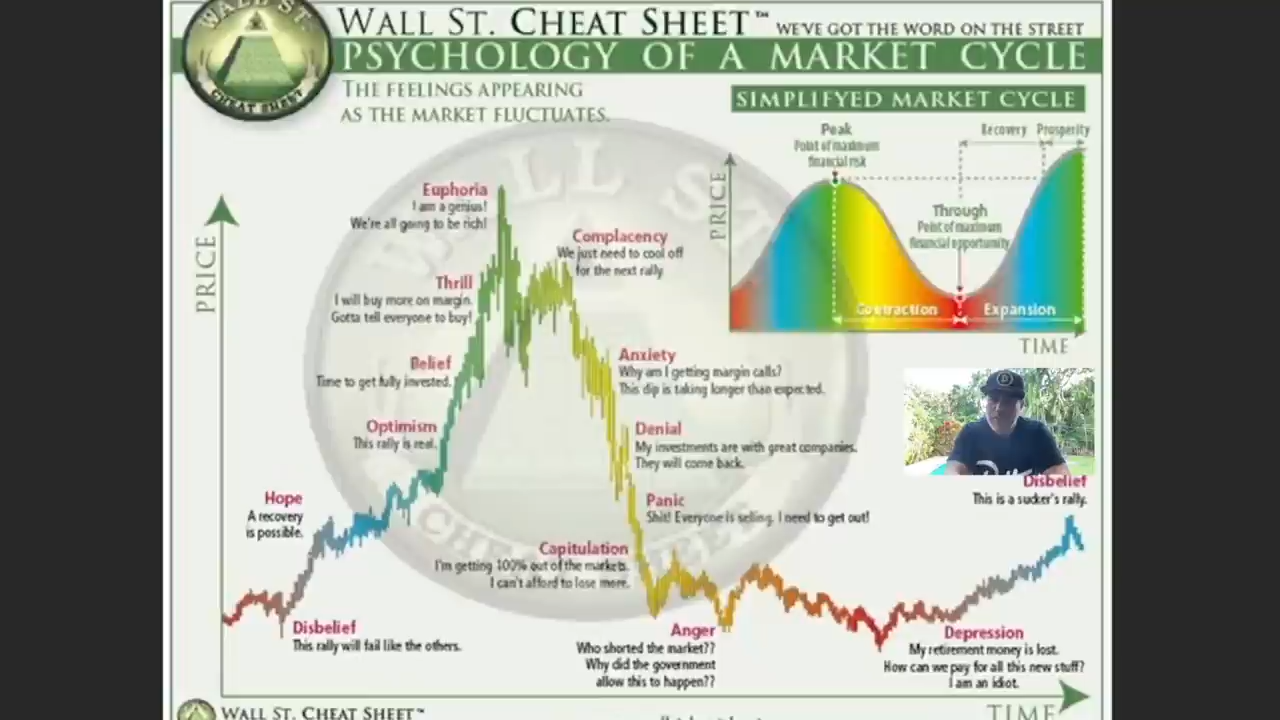 WALL ST.
CHEAT SHEET
WALL ST. CHEAT SHEET™ WE'VE GOT THE WORD ON THE STREET
PSYCHOLOGY OF A MARKET CYCLE
THE FEELINGS APPEARING
AS THE MARKET FLUCTUATES.
SIMPLIFYED MARKET CYCLE
Peak
Point of maximum
financial risk
Recovery
Prosperity
PRICE
Through
Point of maximum
financial opportunity
Contraction
Expansion
TIME
PRICE
Euphoria
I am a genius!
We're all going to be rich!
Complacency
We just need to cool off
for the next rally.
Thrill
I will buy more on margin.
Gotta tell everyone to buy!
Belief
Time to get fully invested.
Anxiety
Why am I getting margin calls?
This dip is taking longer than expected.
Optimism
This rally is real.
Denial
My investments are with great companies.
They will come back.
Hope
A recovery
is possible.
Panic
Shit! Everyone is selling. I need to get out!
Disbelief
This is a sucker's rally.
Capitulation
I'm getting 100% out of the markets.
I can't afford to lose more.
Disbelief
This rally will fail like the others.
Anger
Who shorted the market??
Why did the government
allow this to happen??
Depression
My retirement money is lost.
How can we pay for all this new stuff?
I am an idiot.
WALL ST. CHEAT SHEET™
TIME